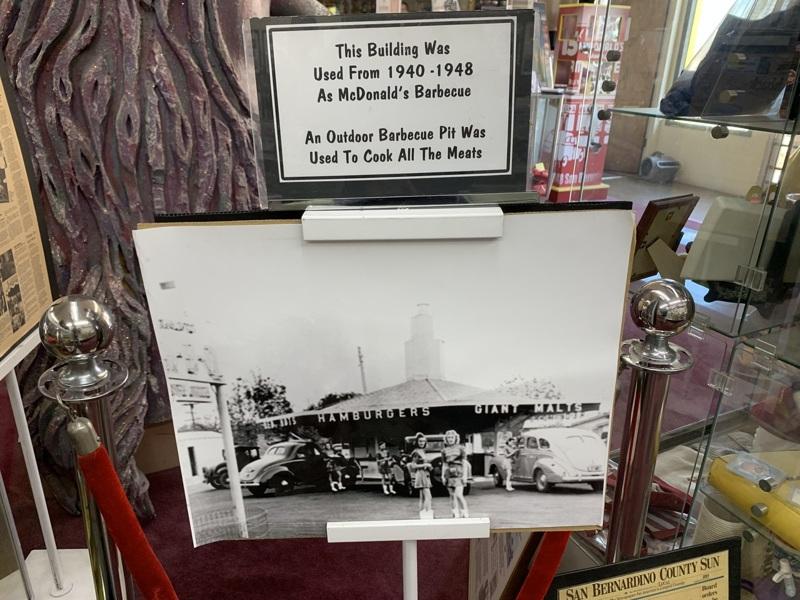 This Building Was
Used From 1940 -1948
As McDonald's Barbecue
An Outdoor Barbecue Pit Was
Used To Cook All The Meats
HAMBURGERS
GIANT MALTS
SAN BERNARDINO COUNTY SUN